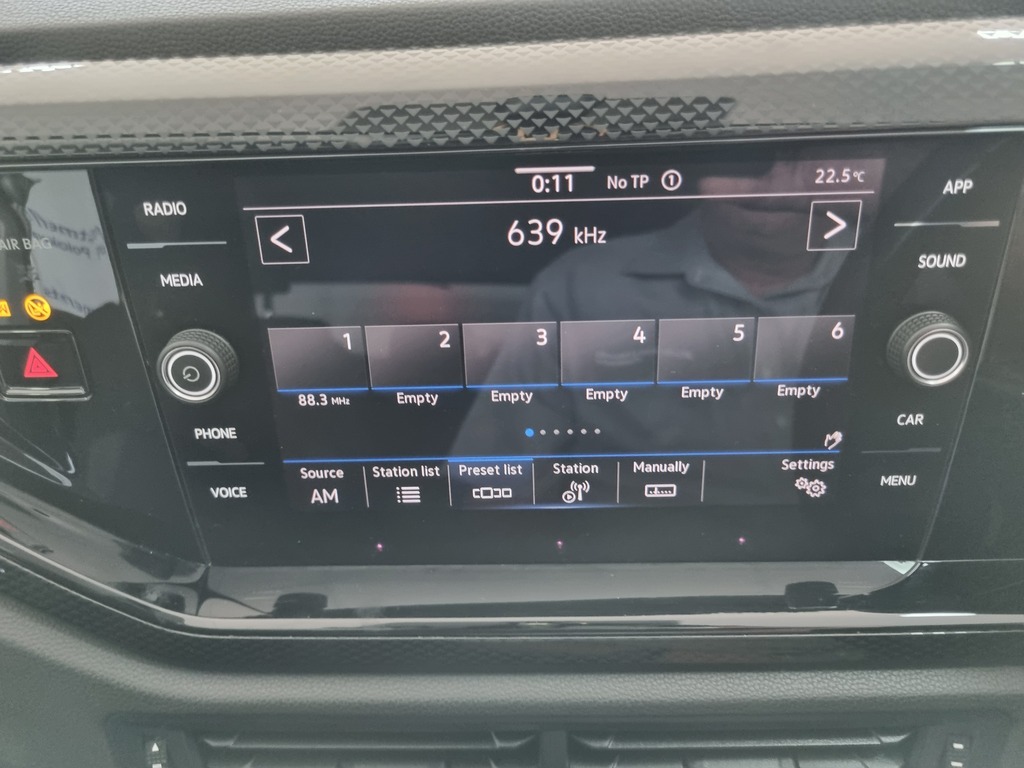 0:11 No TP 1 22.5°C
RADIO
APP
< 639 kHz >
AIR BAG
MEDIA
SOUND
1 2 3 4 5 6
88.3 MHz Empty Empty Empty Empty Empty
PHONE
CAR
Source Station list Preset list Station Manually Settings
AM
VOICE
MENU